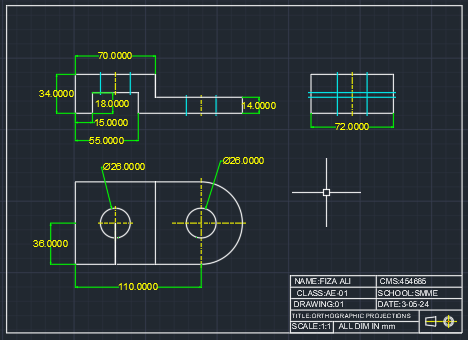 70.0000
34.0000
18.0000
14.0000
15.0000
55.0000
72.0000
Ø26.0000
Ø26.0000
36.0000
110.0000
NAME:FIZA ALI
CMS:454665
CLASS:AE-01
SCHOOL:SMME
DRAWING:01
DATE:3-05-24
TITLE:ORTHOGRAPHIC PROJECTIONS
SCALE:1:1
ALL DIM IN mm